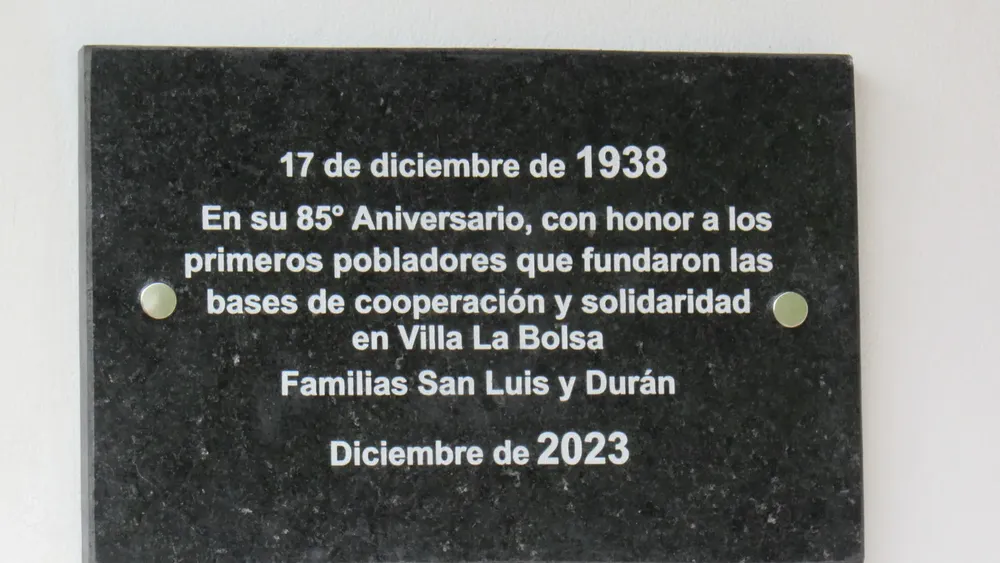 17 de diciembre de 1938
En su 85º Aniversario, con honor a los
primeros pobladores que fundaron las
bases de cooperación y solidaridad
en Villa La Bolsa
Familias San Luis y Durán
Diciembre de 2023